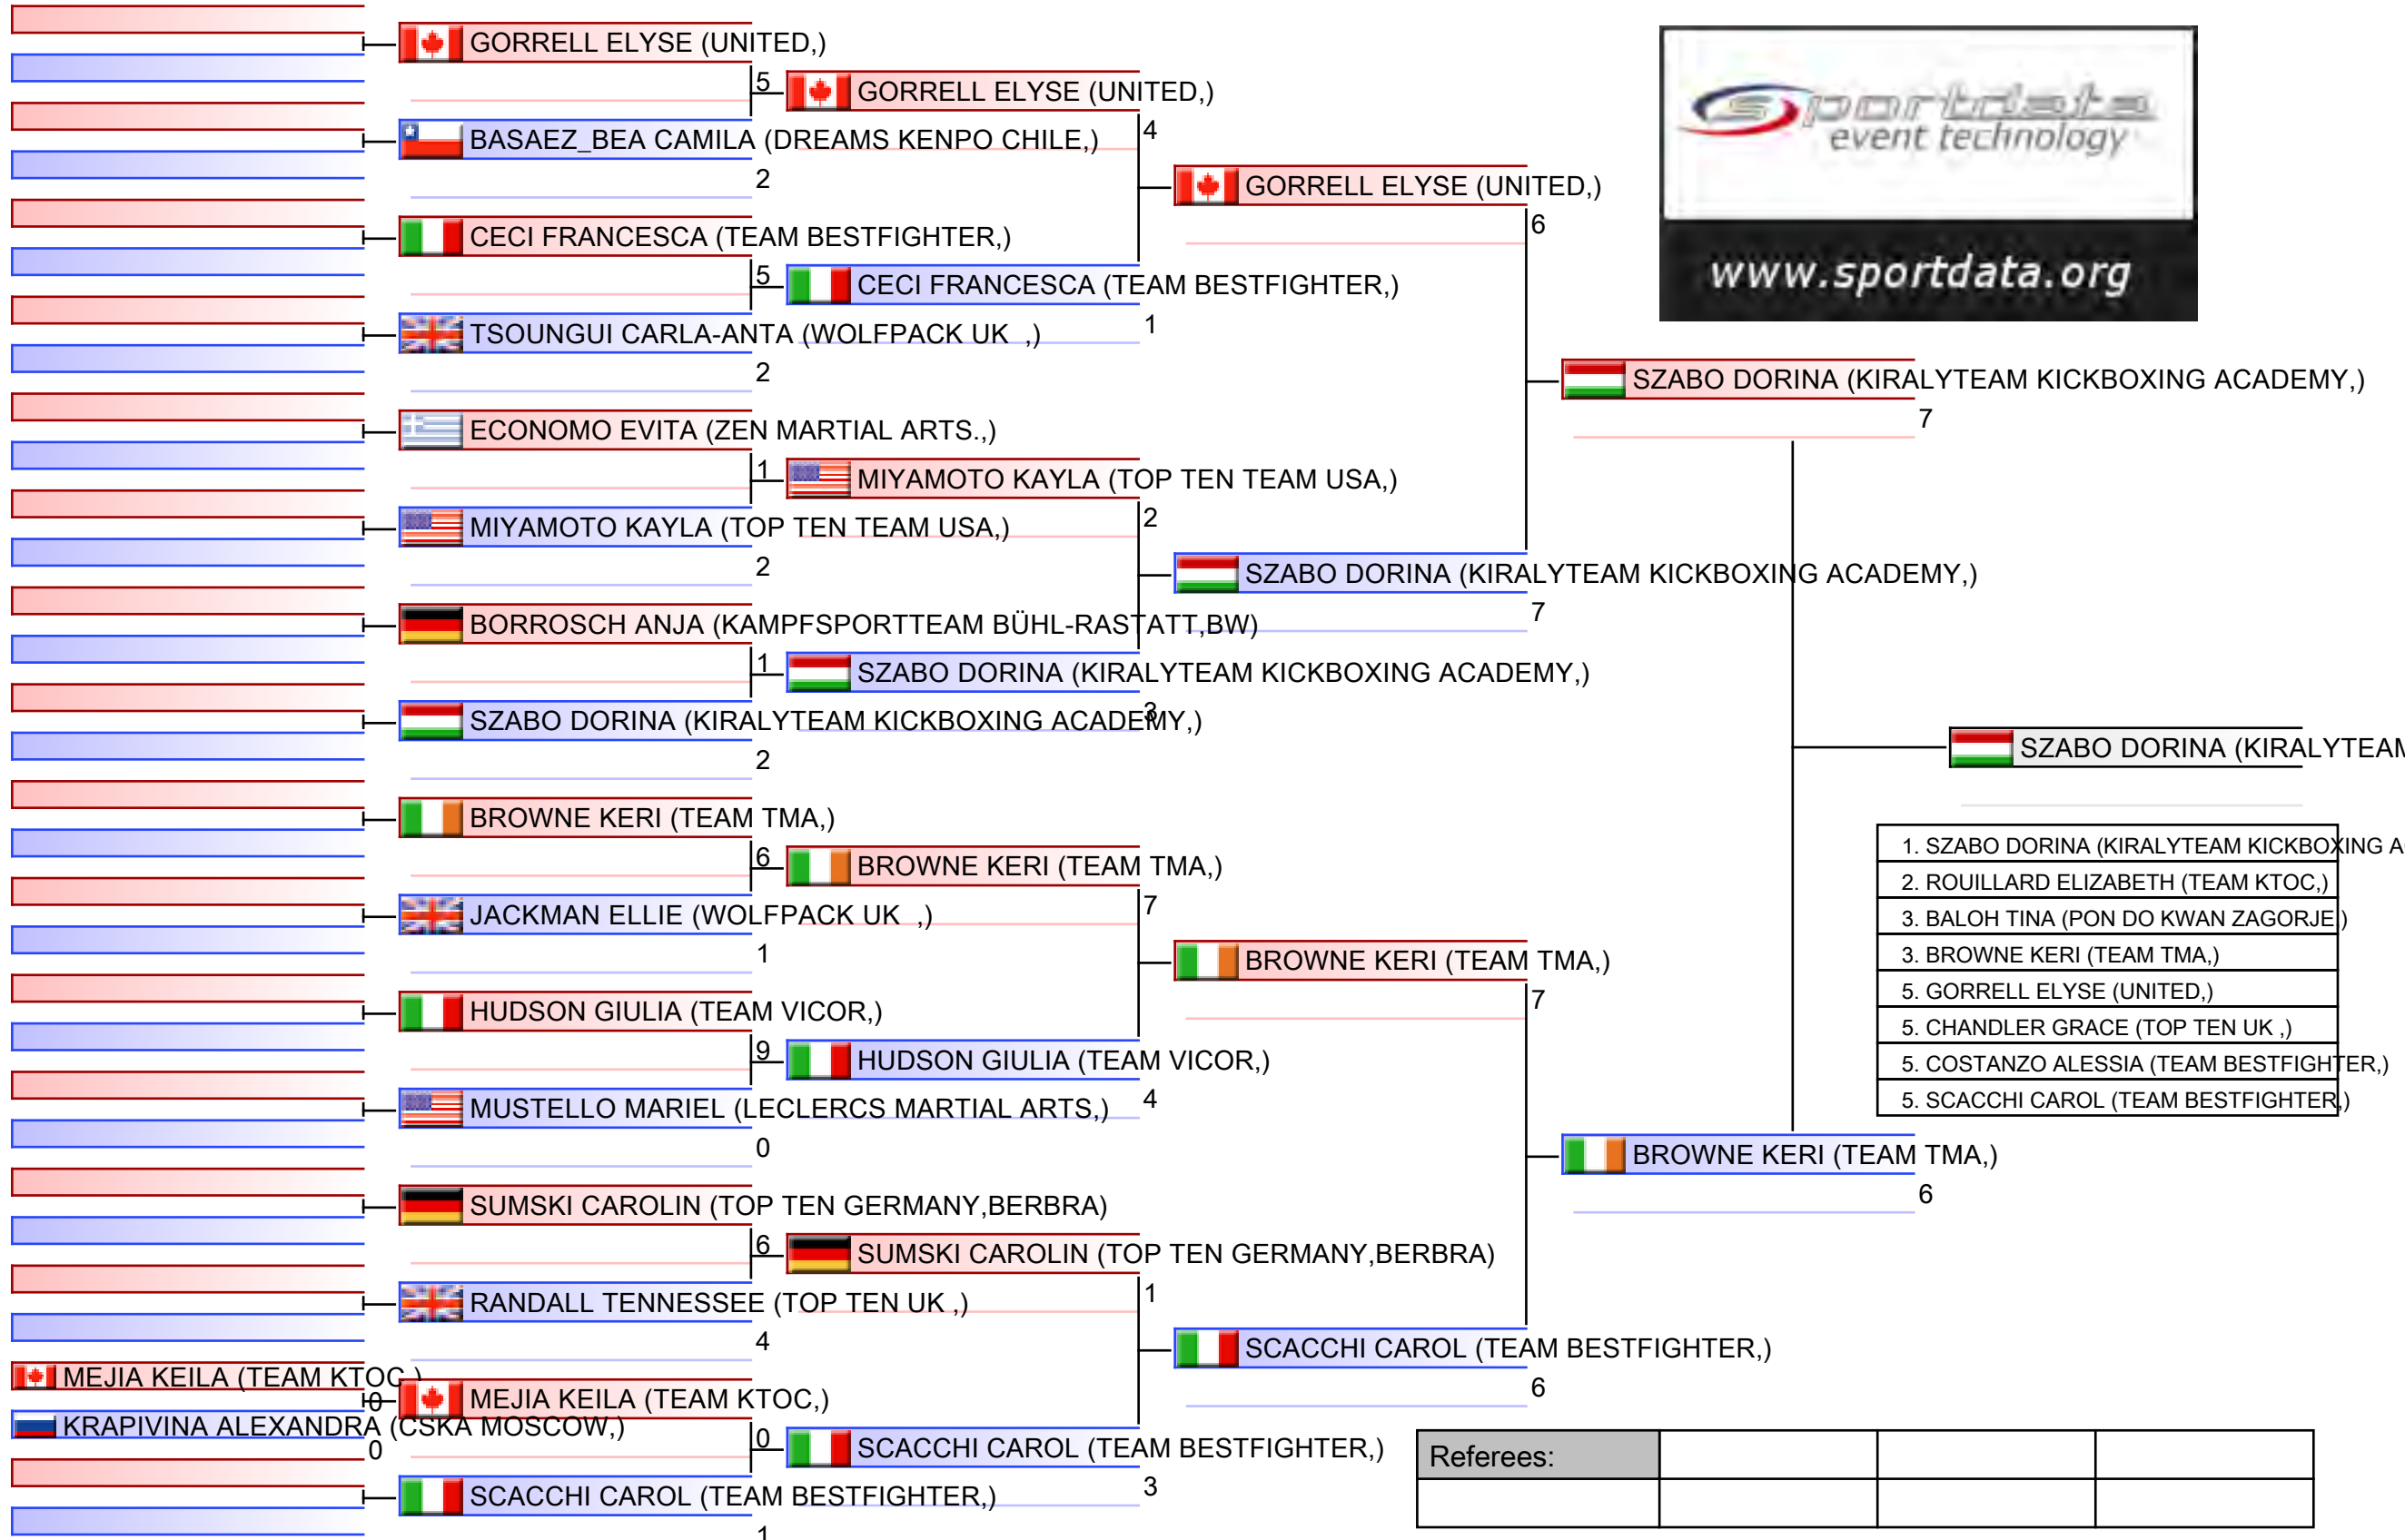 GORRELL ELYSE (UNITED,)
5
GORRELL ELYSE (UNITED,)
BASAEZ_BEA CAMILA (DREAMS KENPO CHILE,)
4
2
GORRELL ELYSE (UNITED,)
6
CECI FRANCESCA (TEAM BESTFIGHTER,)
5
CECI FRANCESCA (TEAM BESTFIGHTER,)
1
TSOUNGUI CARLA-ANTA (WOLFPACK UK ,)
2
sportdata
event technology
www.sportdata.org
SZABO DORINA (KIRALYTEAM KICKBOXING ACADEMY,)
7
ECONOMO EVITA (ZEN MARTIAL ARTS.,)
1
MIYAMOTO KAYLA (TOP TEN TEAM USA,)
2
MIYAMOTO KAYLA (TOP TEN TEAM USA,)
2
SZABO DORINA (KIRALYTEAM KICKBOXING ACADEMY,)
7
BORROSCH ANJA (KAMPFSPORTTEAM BÜHL-RASTATT,BW)
1
SZABO DORINA (KIRALYTEAM KICKBOXING ACADEMY,)
3
SZABO DORINA (KIRALYTEAM KICKBOXING ACADEMY,)
2
SZABO DORINA (KIRALYTEAM
BROWNE KERI (TEAM TMA,)
6
BROWNE KERI (TEAM TMA,)
7
JACKMAN ELLIE (WOLFPACK UK ,)
1
BROWNE KERI (TEAM TMA,)
7
1. SZABO DORINA (KIRALYTEAM KICKBOXING A
2. ROUILLARD ELIZABETH (TEAM KTOC,)
3. BALOH TINA (PON DO KWAN ZAGORJE,)
3. BROWNE KERI (TEAM TMA,)
5. GORRELL ELYSE (UNITED,)
5. CHANDLER GRACE (TOP TEN UK ,)
5. COSTANZO ALESSIA (TEAM BESTFIGHTER,)
5. SCACCHI CAROL (TEAM BESTFIGHTER,)
HUDSON GIULIA (TEAM VICOR,)
9
HUDSON GIULIA (TEAM VICOR,)
4
MUSTELLO MARIEL (LECLERCS MARTIAL ARTS,)
0
BROWNE KERI (TEAM TMA,)
6
SUMSKI CAROLIN (TOP TEN GERMANY,BERBRA)
6
SUMSKI CAROLIN (TOP TEN GERMANY,BERBRA)
1
RANDALL TENNESSEE (TOP TEN UK ,)
4
SCACCHI CAROL (TEAM BESTFIGHTER,)
6
MEJIA KEILA (TEAM KTOC,)
0
MEJIA KEILA (TEAM KTOC,)
KRAPIVINA ALEXANDRA (CSKA MOSCOW,)
0
0
SCACCHI CAROL (TEAM BESTFIGHTER,)
3
SCACCHI CAROL (TEAM BESTFIGHTER,)
1
Referees: